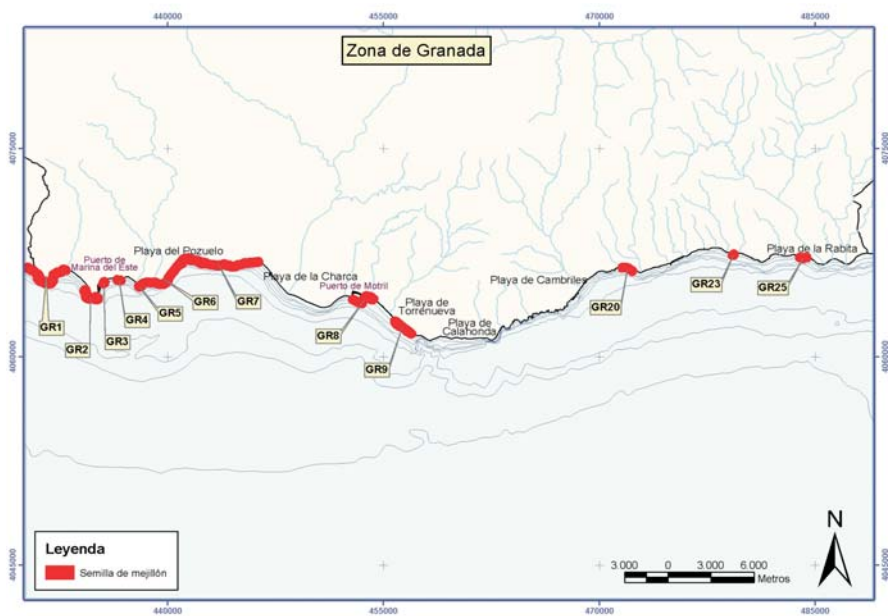 440000
455000
470000
485000
Zona de Granada
4075000
4075000
Puerto de
Marina del Este
Playa del Pozuelo
Playa de la Charca
Puerto de Motril
Playa de
Torrenueva
Playa de
Calahonda
Playa de Cambriles
Playa de la Rabita
GR1
GR2
GR3
GR4
GR5
GR6
GR7
GR8
GR9
GR20
GR23
GR25
4060000
4060000
Leyenda
Semilla de mejillón
N
3.000
0
3.000
6.000
Metros
4045000
4045000
440000
455000
470000
485000